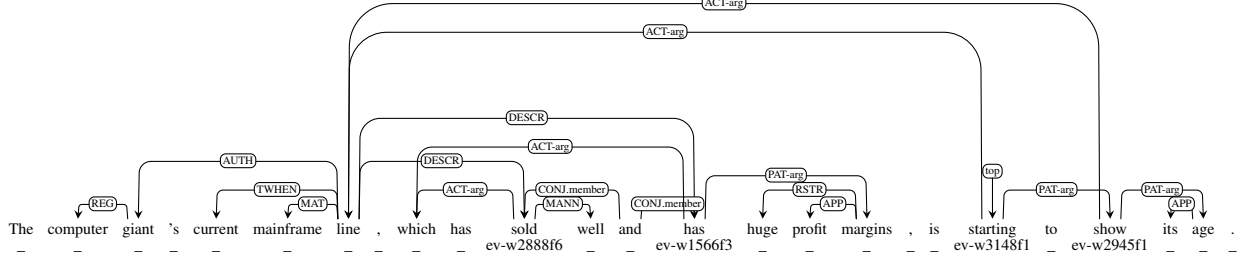 ACT-arg
ACT-arg
DESCR
ACT-arg
AUTH DESCR
top
PAT-arg
TWHEN ACT-arg CONJ.member RSTR PAT-arg PAT-arg
REG MAT MANN CONJ.member APP APP
The computer giant 's current mainframe line , which has sold well and has huge profit margins , is starting to show its age .
_ _ _ _ _ _ _ _ _ _ ev-w2888f6 _ _ ev-w1566f3 _ _ _ _ _ ev-w3148f1 _ ev-w2945f1 _ _ _